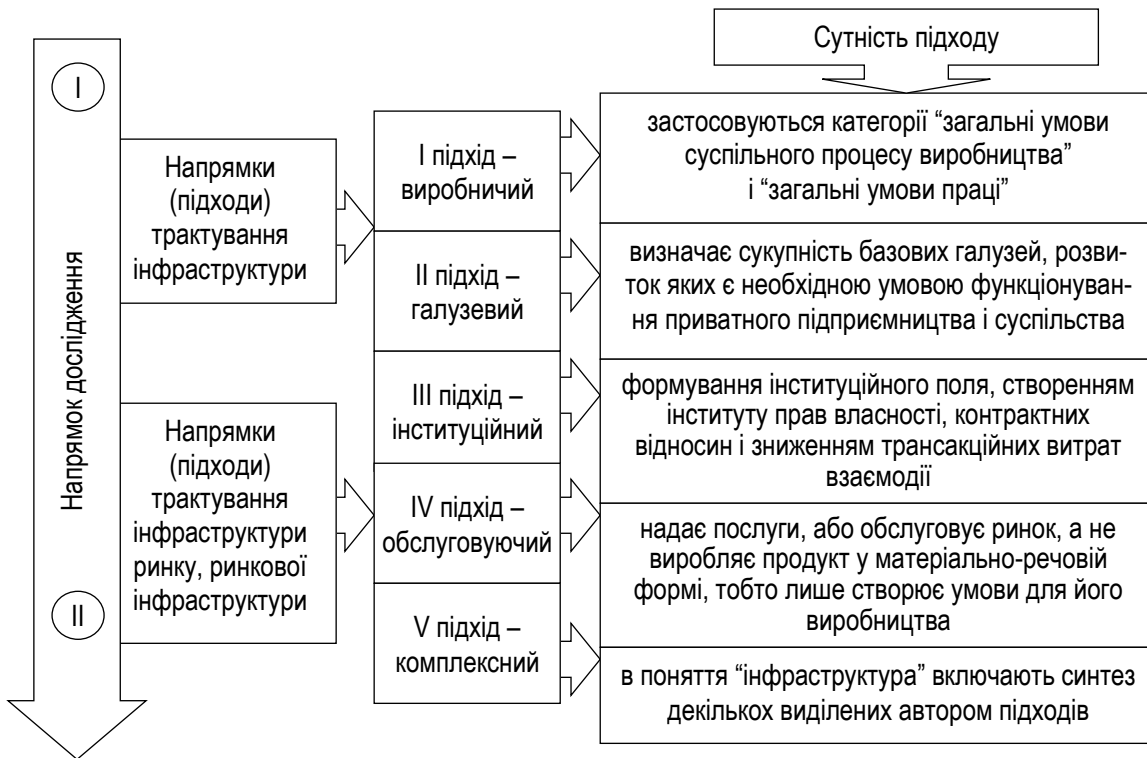 Сутність підходу
Напрямок дослідження
I
II
Напрямки
(підходи)
трактування
інфраструктури
Напрямки
(підходи)
трактування
інфраструктури
ринку, ринкової
інфраструктури
I підхід –
виробничий
II підхід –
галузевий
III підхід –
інституційний
IV підхід –
обслуговуючий
V підхід –
комплексний
застосовуються категорії “загальні умови
суспільного процесу виробництва”
і “загальні умови праці”
визначає сукупність базових галузей, розви-
ток яких є необхідною умовою функціонуван-
ня приватного підприємництва і суспільства
формування інституційного поля, створенням
інституту прав власності, контрактних
відносин і зниженням трансакційних витрат
взаємодії
надає послуги, або обслуговує ринок, а не
виробляє продукт у матеріально-речовій
формі, тобто лише створює умови для його
виробництва
в поняття “інфраструктура” включають синтез
декількох виділених автором підходів